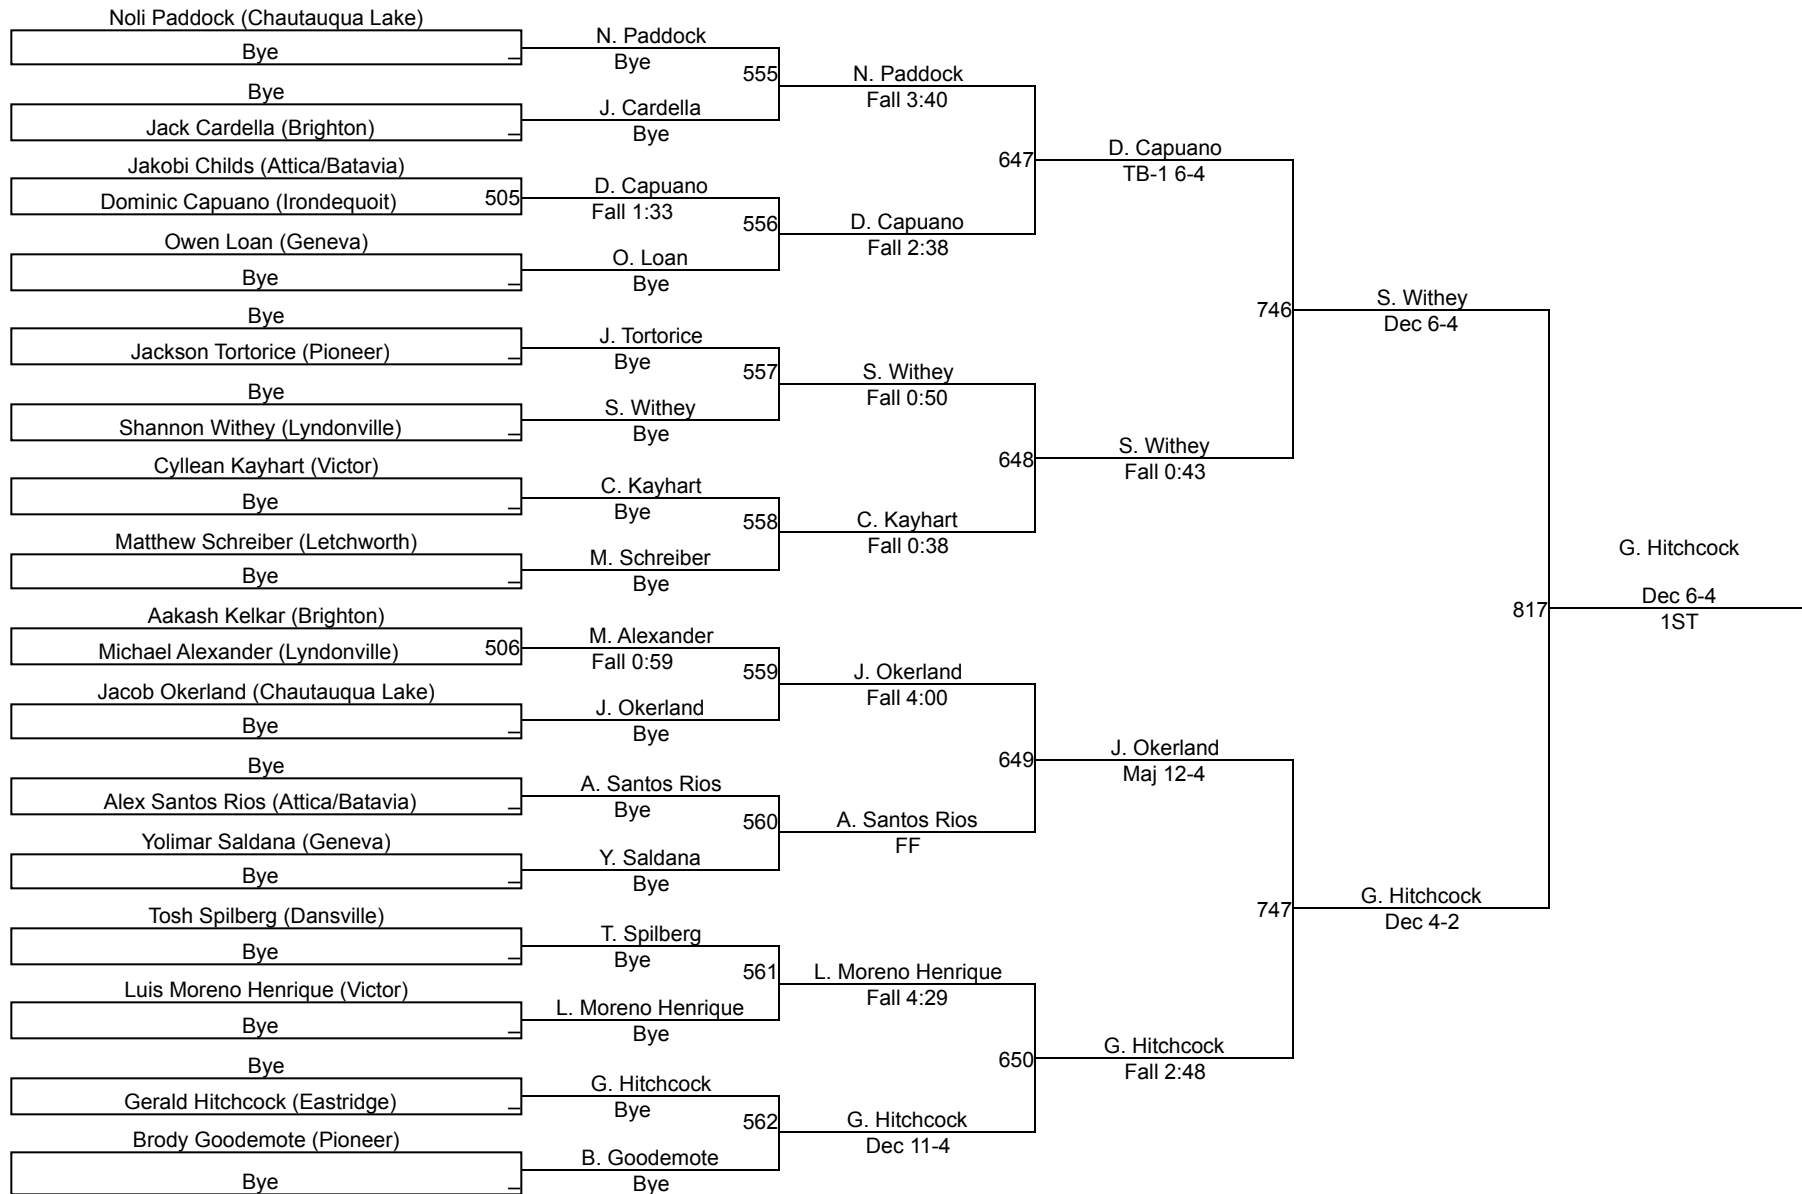 Noli Paddock (Chautauqua Lake)
Bye _
Bye
Jack Cardella (Brighton) _
Jakobi Childs (Attica/Batavia)
Dominic Capuano (Irondequoit) 505
Owen Loan (Geneva)
Bye _
Bye
Jackson Tortorice (Pioneer) _
Bye
Shannon Withey (Lyndonville) _
Cyllean Kayhart (Victor)
Bye _
Matthew Schreiber (Letchworth)
Bye _
Aakash Kelkar (Brighton)
Michael Alexander (Lyndonville) 506
Jacob Okerland (Chautauqua Lake)
Bye _
Bye
Alex Santos Rios (Attica/Batavia) _
Yolimar Saldana (Geneva)
Bye _
Tosh Spilberg (Dansville)
Bye _
Luis Moreno Henrique (Victor)
Bye _
Bye
Gerald Hitchcock (Eastridge) _
Brody Goodemote (Pioneer)
Bye _
N. Paddock
Bye
555
J. Cardella
Bye
D. Capuano
Fall 1:33
556
O. Loan
Bye
J. Tortorice
Bye
557
S. Withey
Bye
C. Kayhart
Bye
558
M. Schreiber
Bye
M. Alexander
Fall 0:59
559
J. Okerland
Bye
A. Santos Rios
Bye
560
Y. Saldana
Bye
T. Spilberg
Bye
561
L. Moreno Henrique
Bye
G. Hitchcock
Bye
562
B. Goodemote
Bye
N. Paddock
Fall 3:40
647
D. Capuano
Fall 2:38
S. Withey
Fall 0:50
648
C. Kayhart
Fall 0:38
J. Okerland
Fall 4:00
649
A. Santos Rios
FF
L. Moreno Henrique
Fall 4:29
650
G. Hitchcock
Dec 11-4
D. Capuano
TB-1 6-4
746
S. Withey
Fall 0:43
J. Okerland
Maj 12-4
747
G. Hitchcock
Fall 2:48
S. Withey
Dec 6-4
817
G. Hitchcock
Dec 4-2
G. Hitchcock
Dec 6-4
1ST